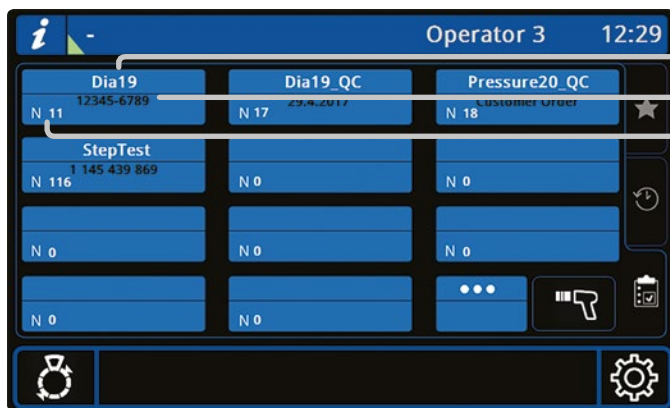 i - Operator 3 12:29
Dia19 Dia19_QC Pressure20_QC
12345-6789 29.4.2017 Customer Order
N 11 N 17 N 18
StepTest
1 145 439 869
N 116 N 0 N 0
N 0 N 0 N 0
•••
N 0 N 0